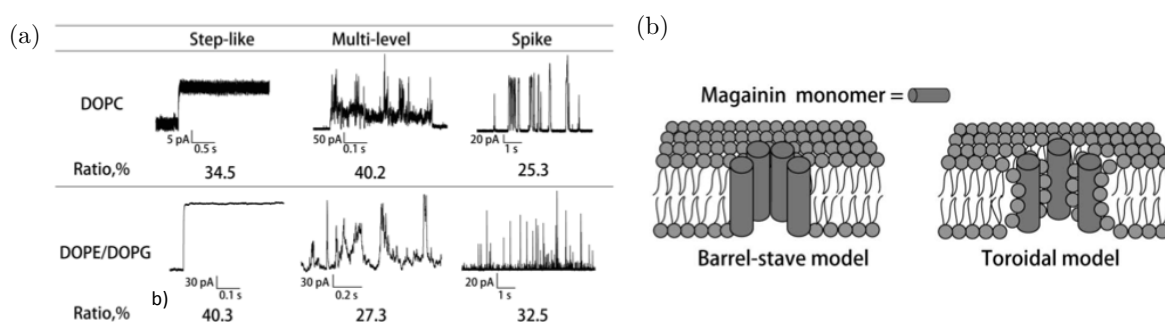 (a)
Step-like Multi-level Spike
DOPC
5 pA 0.5 s 50 pA 0.1 s 20 pA 1 s
Ratio,% 34.5 40.2 25.3
DOPE/DOPG
30 pA 0.1 s 30 pA 0.2 s 20 pA 1 s
b)
Ratio,% 40.3 27.3 32.5
(b)
Magainin monomer =
Barrel-stave model Toroidal model